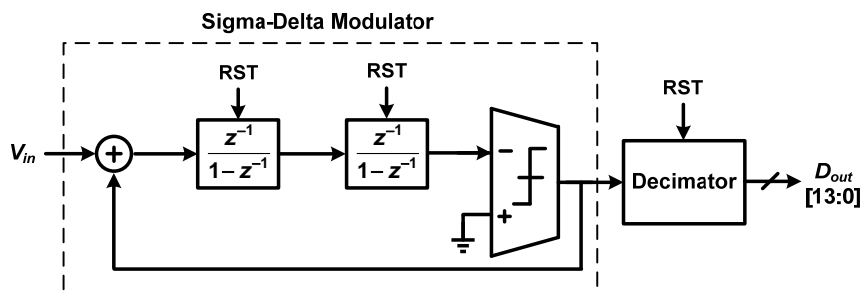 Sigma-Delta Modulator
RST
RST
RST
V_in
+
z⁻¹
1 – z⁻¹
z⁻¹
1 – z⁻¹
–
+
Decimator
D_out
[13:0]